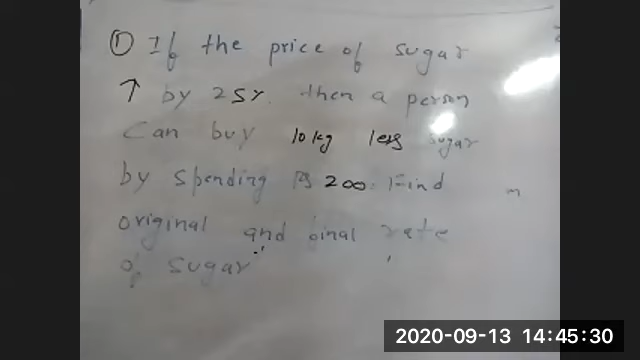 ① If the price of sugar
↑ by 25%. then a person
Can buy 10kg less sugar
by spending Rs 200. Find
original and final rate
of sugar
2020-09-13 14:45:30